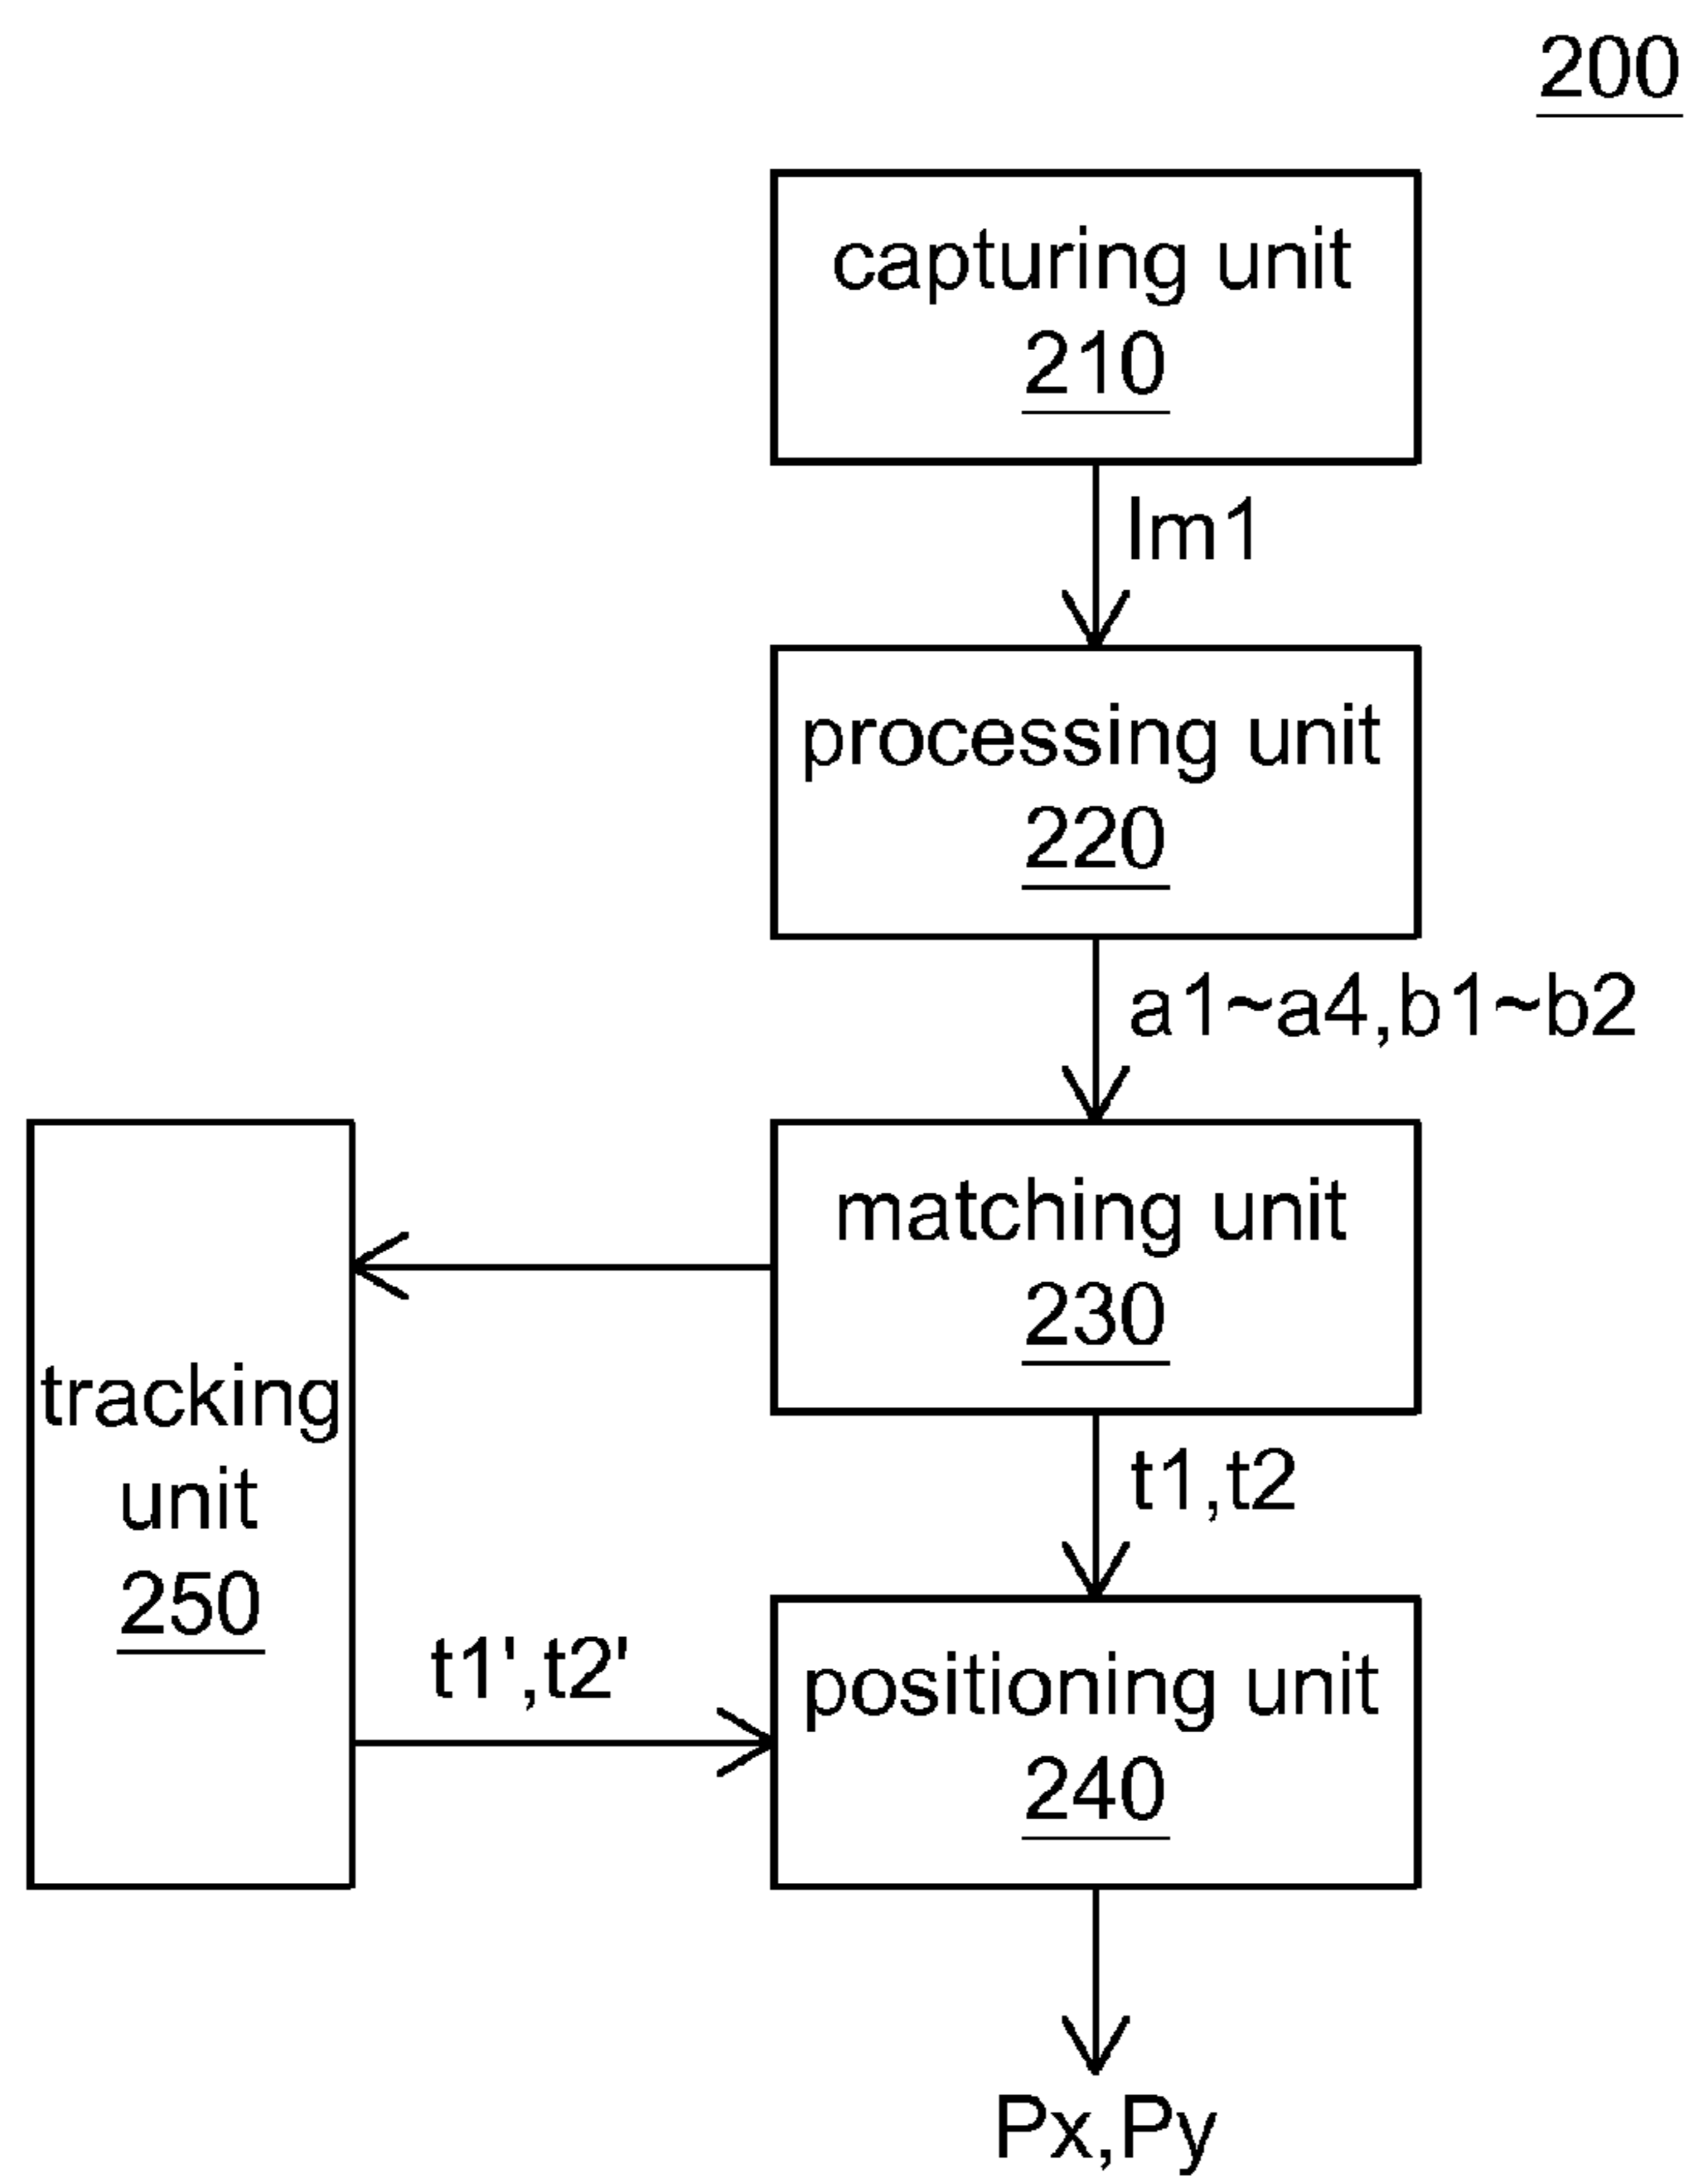 200
capturing unit
210
Im1
processing unit
220
a1~a4,b1~b2
matching unit
230
tracking
unit
250
t1,t2
t1',t2'
positioning unit
240
Px,Py